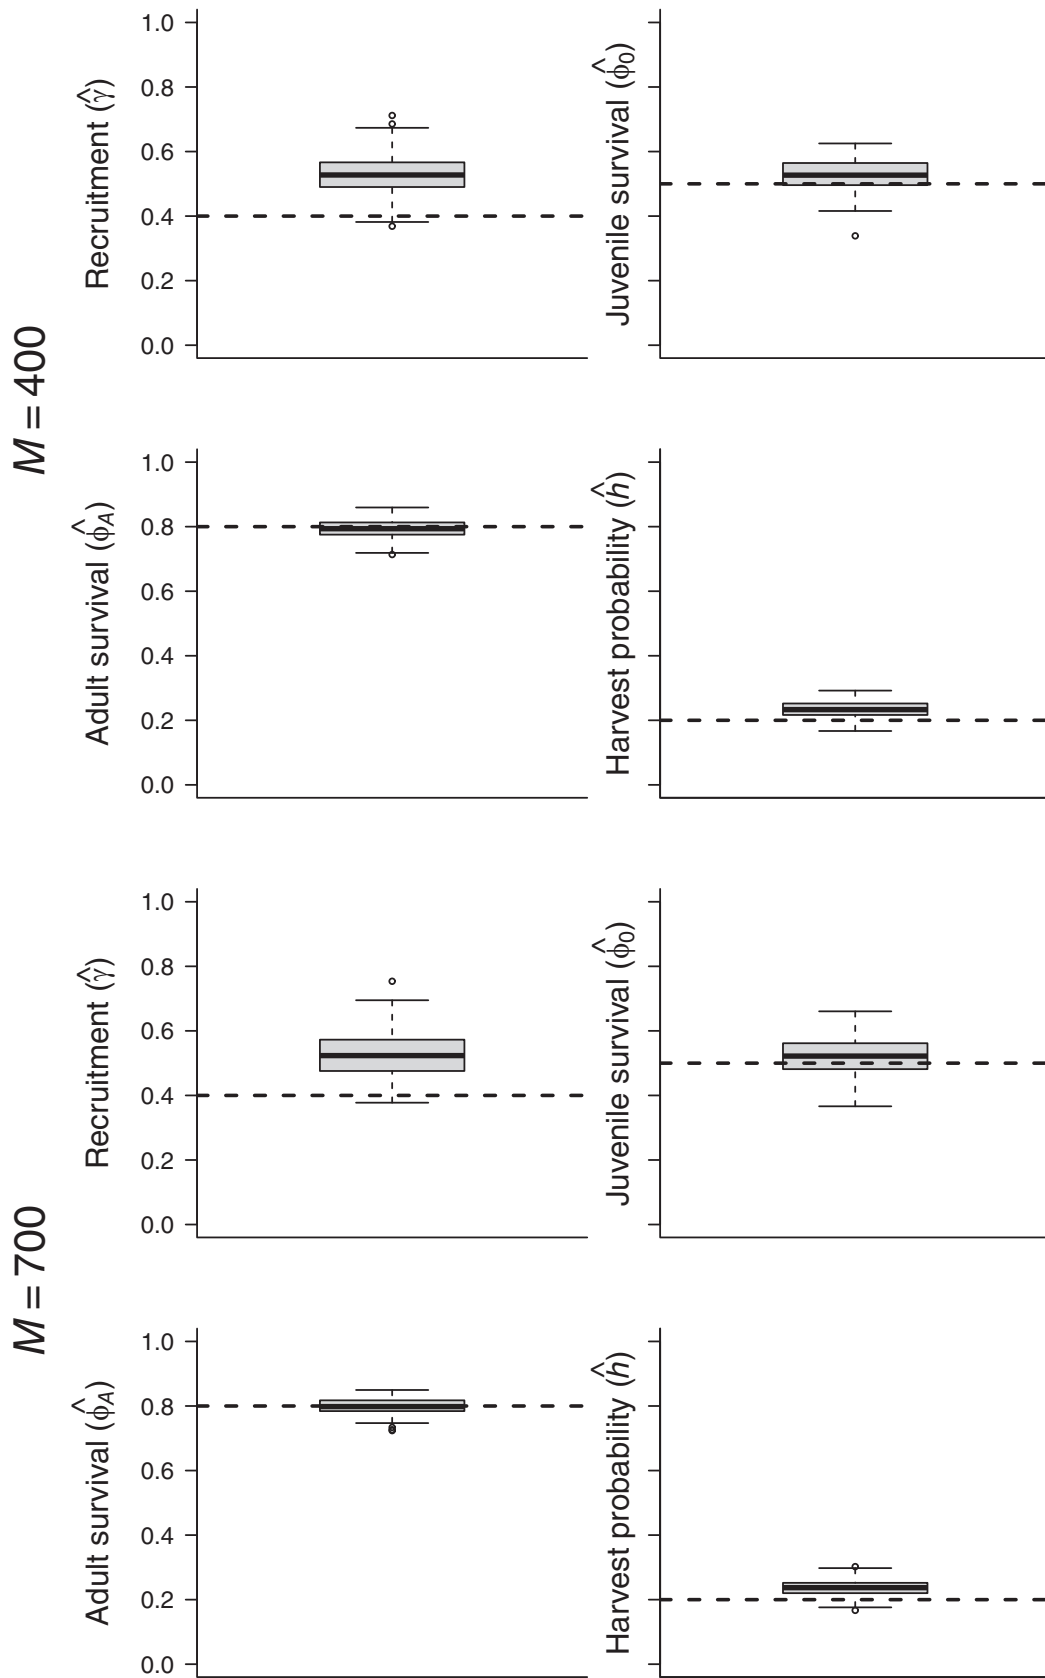 M = 400
Recruitment (γ̂)
1.0
0.8
0.6
0.4
0.2
0.0
Juvenile survival (ϕ̂0)
Adult survival (ϕ̂A)
1.0
0.8
0.6
0.4
0.2
0.0
Harvest probability (ĥ)
M = 700
Recruitment (γ̂)
1.0
0.8
0.6
0.4
0.2
0.0
Juvenile survival (ϕ̂0)
Adult survival (ϕ̂A)
1.0
0.8
0.6
0.4
0.2
0.0
Harvest probability (ĥ)